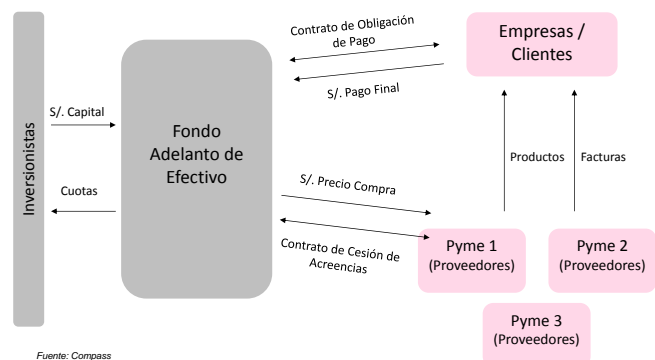 Inversionistas
S/. Capital
Cuotas
Fondo
Adelanto de
Efectivo
Contrato de Obligación
de Pago
S/. Pago Final
Empresas /
Clientes
Productos
Facturas
S/. Precio Compra
Contrato de Cesión de
Acreencias
Pyme 1
(Proveedores)
Pyme 2
(Proveedores)
Pyme 3
(Proveedores)
Fuente: Compass